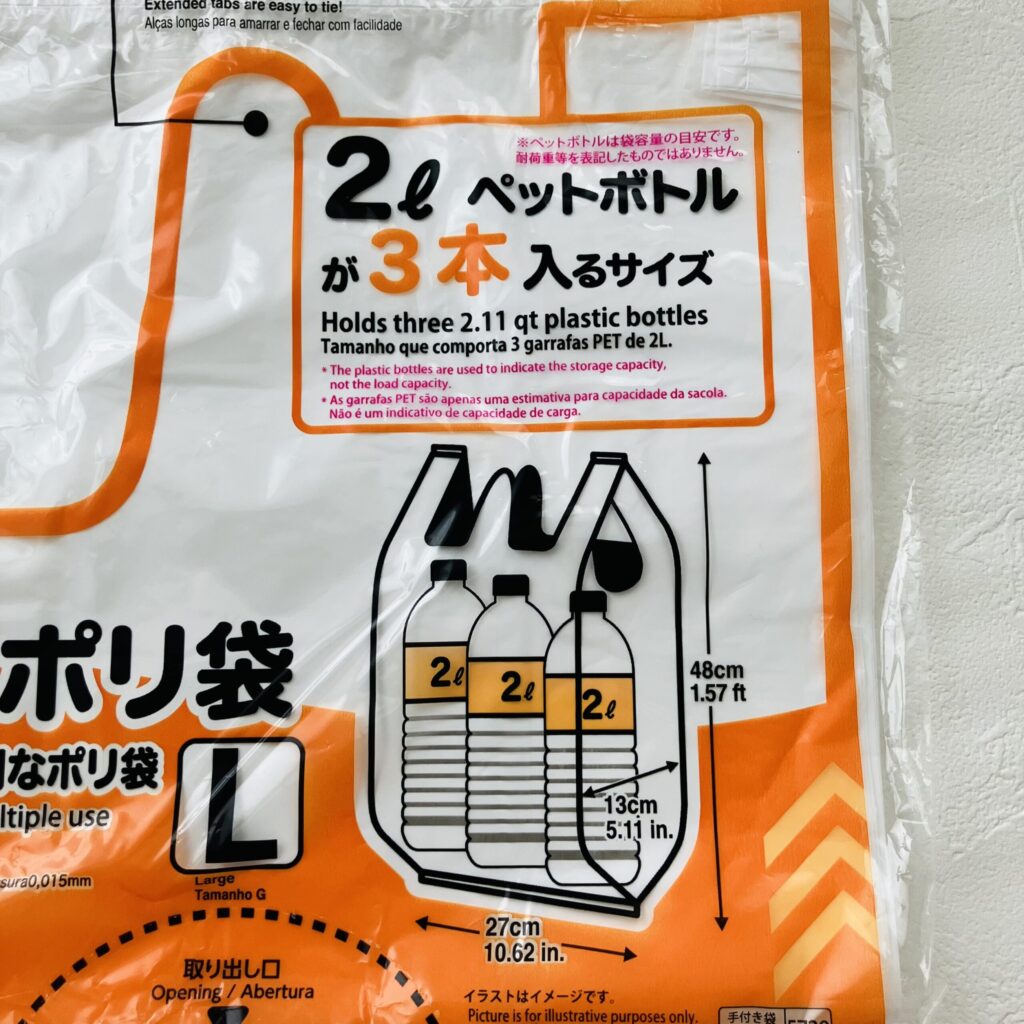 Extended tabs are easy to tie!
Alças longas para amarrar e fechar com facilidade
※ペットボトルは袋容量の目安です。
耐荷重等を表記したものではありません。
2ℓ ペットボトル
が3本入るサイズ
Holds three 2.11 qt plastic bottles
Tamanho que comporta 3 garrafas PET de 2L.
* The plastic bottles are used to indicate the storage capacity,
not the load capacity.
* As garrafas PET são apenas uma estimativa para capacidade da sacola.
Não é um indicativo de capacidade de carga.
2ℓ
2ℓ
2ℓ
48cm
1.57 ft
13cm
5.11 in.
27cm
10.62 in.
ポリ袋
なポリ袋
ltiple use
L
Large
Tamanho G
sura0,015mm
取り出し口
Opening / Abertura
イラストはイメージです。
Picture is for illustrative purposes only.
手付き袋